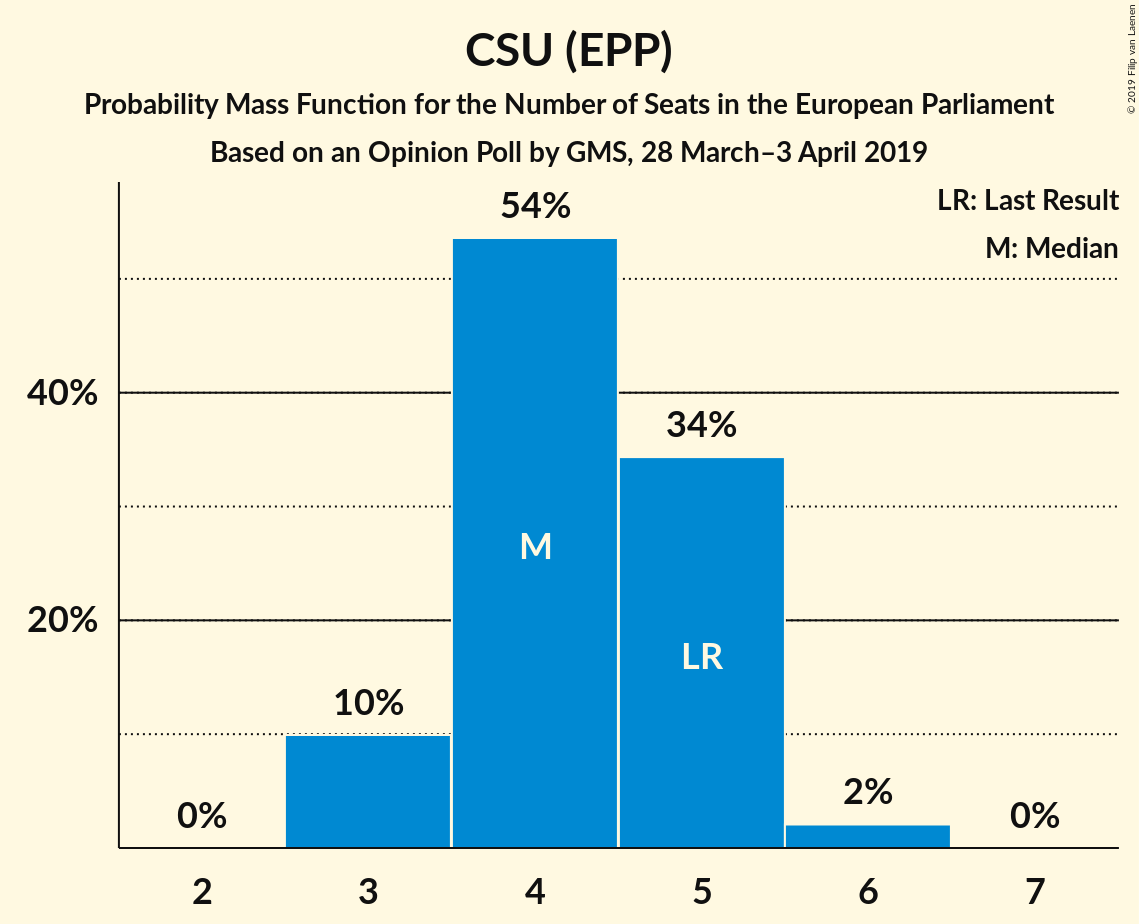 CSU (EPP)
Probability Mass Function for the Number of Seats in the European Parliament
Based on an Opinion Poll by GMS, 28 March–3 April 2019
© 2019 Filip van Laenen
LR: Last Result
M: Median
54%
40%
34%
M
20%
LR
10%
2%
0%
0%
2 3 4 5 6 7